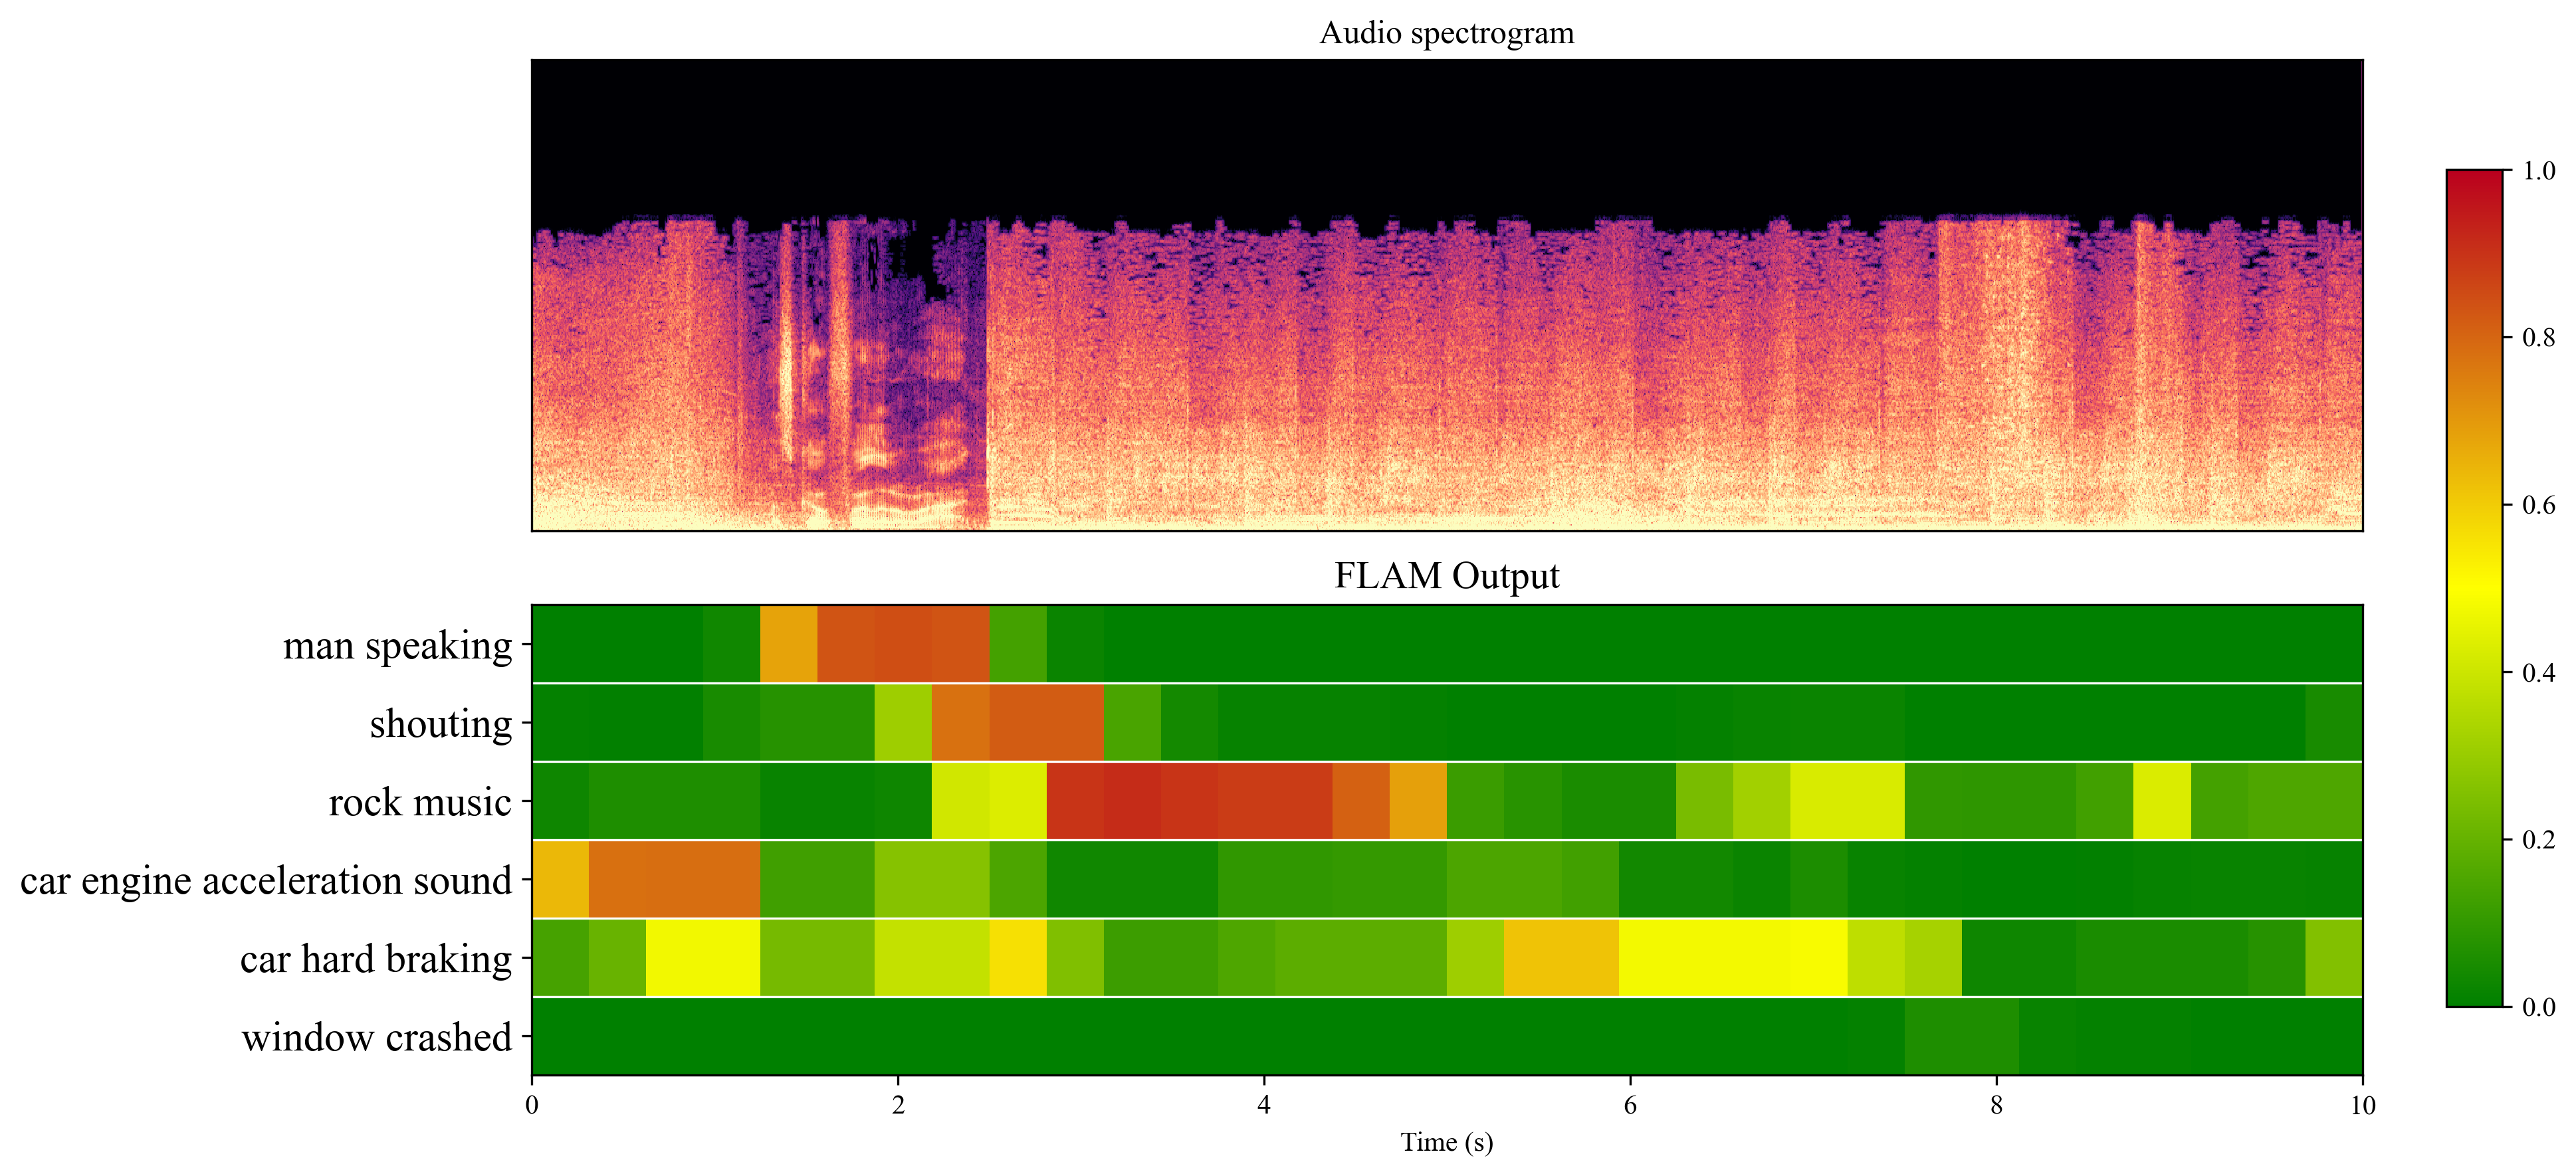 Audio spectrogram
1.0
0.8
0.6
0.4
0.2
0.0
FLAM Output
man speaking
shouting
rock music
car engine acceleration sound
car hard braking
window crashed
0 2 4 6 8 10
Time (s)